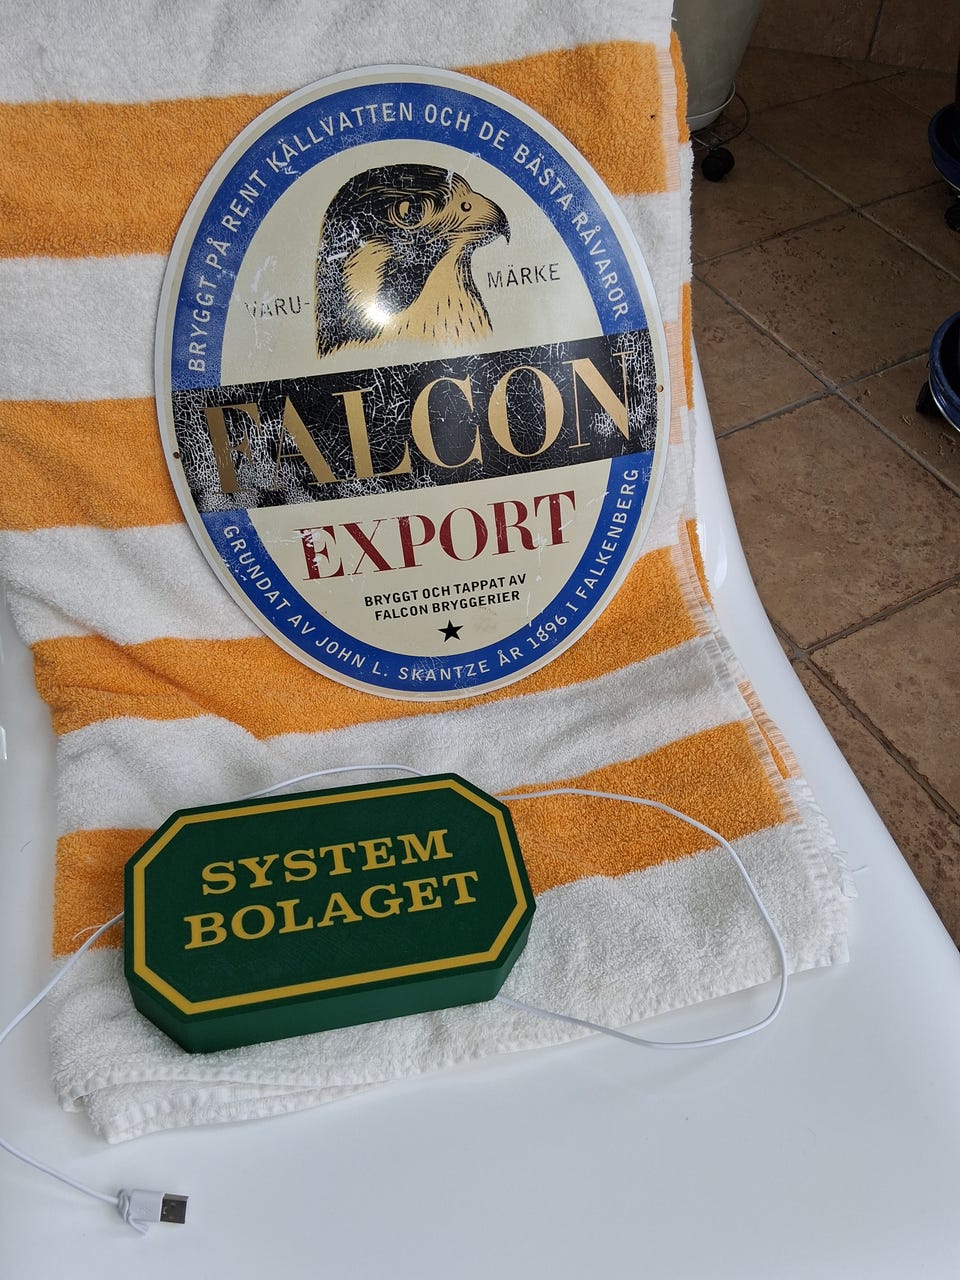 BRYGGT PÅ RENT KÄLLVATTEN OCH DE BÄSTA RÅVAROR
VARU-
MÄRKE
FALCON
EXPORT
BRYGGT OCH TAPPAT AV
FALCON BRYGGERIER
GRUNDAT AV JOHN L. SKANTZE ÅR 1896 I FALKENBERG
SYSTEM
BOLAGET